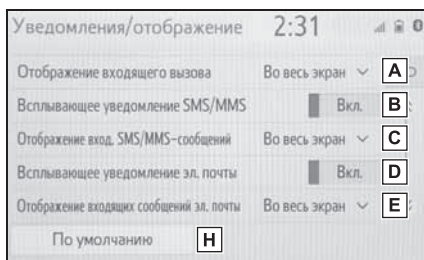 Уведомления/отображение 2:31
Отображение входящего вызова Во весь экран A
Всплывающее уведомление SMS/MMS Вкл. B
Отображение вход. SMS/MMS-сообщений Во весь экран C
Всплывающее уведомление эл. почты Вкл. D
Отображение входящих сообщений эл. почты Во весь экран E
По умолчанию H